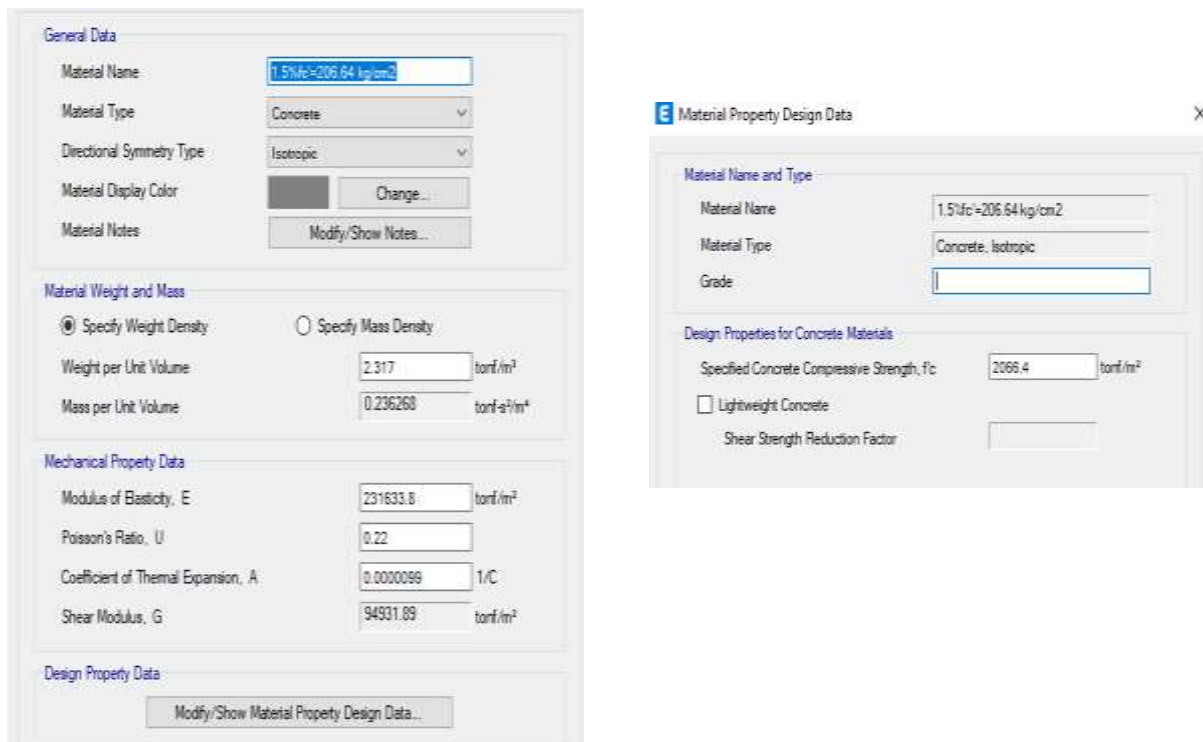 General Data
Material Name 1.5%fc'=206.64 kg/cm2
Material Type Concrete
Directional Symmetry Type Isotropic
Material Display Color Change...
Material Notes Modify/Show Notes...
Material Weight and Mass
Specify Weight Density Specify Mass Density
Weight per Unit Volume 2.317 tonf/m³
Mass per Unit Volume 0.236268 tonf-s²/m⁴
Mechanical Property Data
Modulus of Elasticity, E 231633.8 tonf/m²
Poisson's Ratio, U 0.22
Coefficient of Thermal Expansion, A 0.0000099 1/C
Shear Modulus, G 94931.89 tonf/m²
Design Property Data
Modify/Show Material Property Design Data...
E Material Property Design Data X
Material Name and Type
Material Name 1.5%fc'=206.64 kg/cm2
Material Type Concrete, Isotropic
Grade
Design Properties for Concrete Materials
Specified Concrete Compressive Strength, f'c 2066.4 tonf/m²
Lightweight Concrete
Shear Strength Reduction Factor